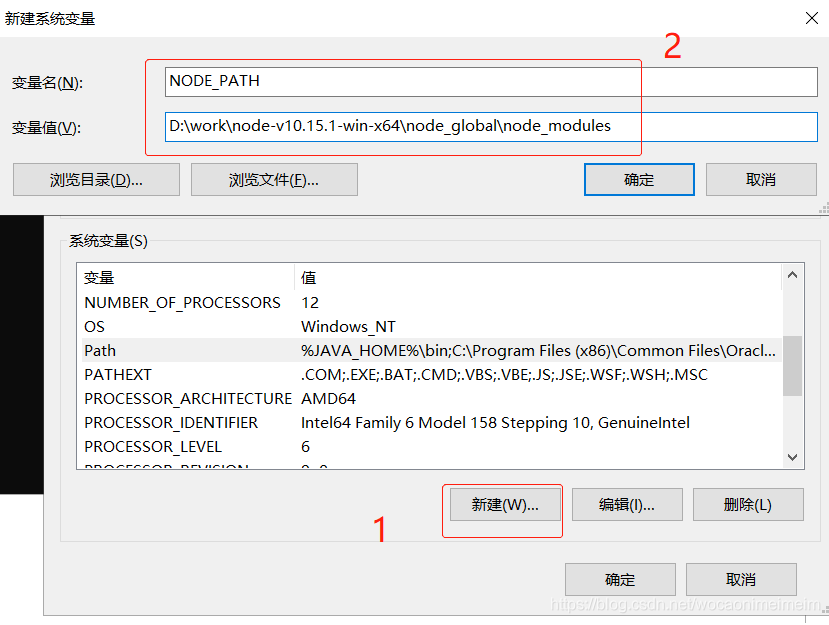 新建系统变量
2
变量名(N):
NODE_PATH
变量值(V):
D:\work\node-v10.15.1-win-x64\node_global\node_modules
浏览目录(D)... 浏览文件(F)... 确定 取消
系统变量(S)
变量 值
NUMBER_OF_PROCESSORS 12
OS Windows_NT
Path %JAVA_HOME%\bin;C:\Program Files (x86)\Common Files\Oracl...
PATHEXT .COM;.EXE;.BAT;.CMD;.VBS;.VBE;.JS;.JSE;.WSF;.WSH;.MSC
PROCESSOR_ARCHITECTURE AMD64
PROCESSOR_IDENTIFIER Intel64 Family 6 Model 158 Stepping 10, GenuineIntel
PROCESSOR_LEVEL 6
新建(W)... 编辑(I)... 删除(L)
1
确定 取消
https://blog.csdn.net/wocaonimeimeim